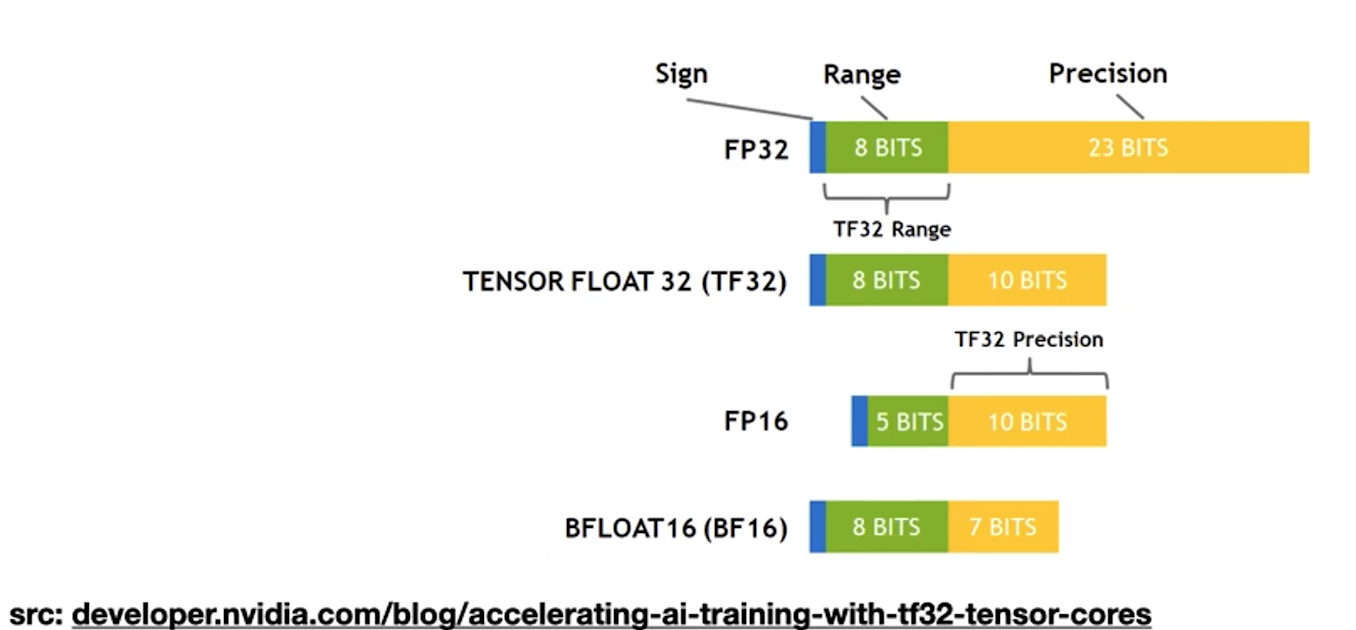 Sign Range Precision
FP32 8 BITS 23 BITS
TF32 Range
TENSOR FLOAT 32 (TF32) 8 BITS 10 BITS
TF32 Precision
FP16 5 BITS 10 BITS
BFLOAT16 (BF16) 8 BITS 7 BITS
src: developer.nvidia.com/blog/accelerating-ai-training-with-tf32-tensor-cores